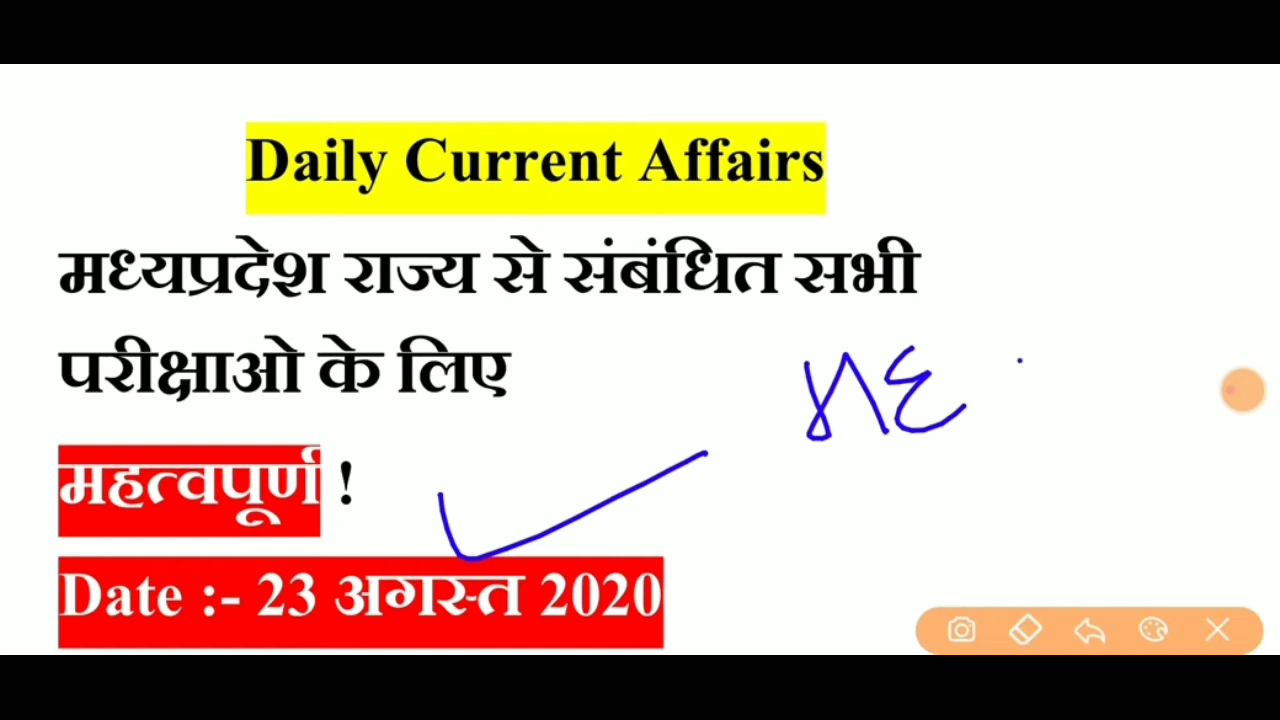 Daily Current Affairs
मध्यप्रदेश राज्य से संबंधित सभी
परीक्षाओ के लिए
महत्वपूर्ण !
Date :- 23 अगस्त 2020